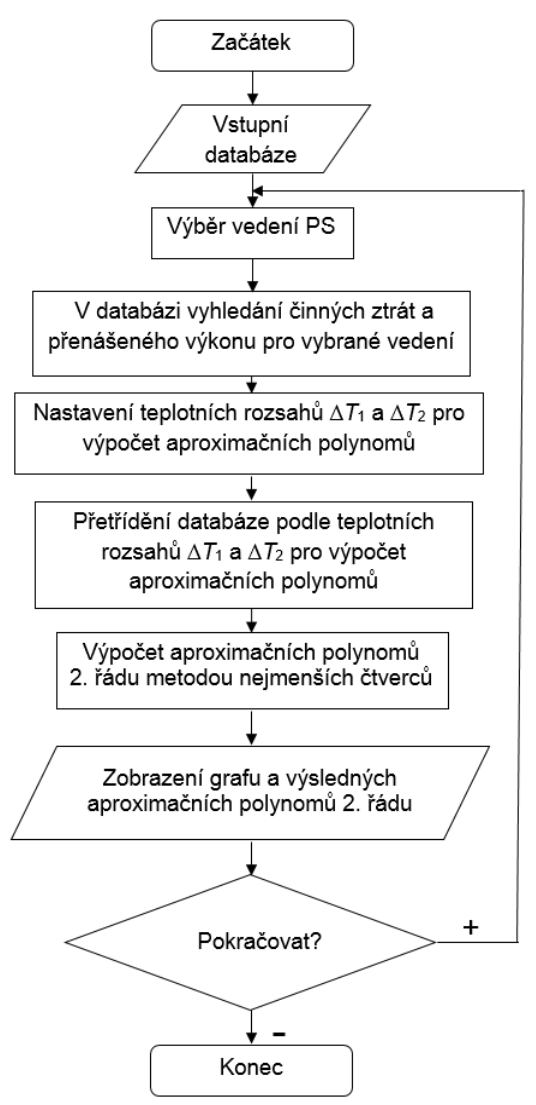 Začátek
Vstupní
databáze
Výběr vedení PS
V databázi vyhledání činných ztrát a
přenášeného výkonu pro vybrané vedení
Nastavení teplotních rozsahů ΔT₁ a ΔT₂ pro
výpočet aproximačních polynomů
Přetřídění databáze podle teplotních
rozsahů ΔT₁ a ΔT₂ pro výpočet
aproximačních polynomů
Výpočet aproximačních polynomů
2. řádu metodou nejmenších čtverců
Zobrazení grafu a výsledných
aproximačních polynomů 2. řádu
Pokračovat?
+
–
Konec